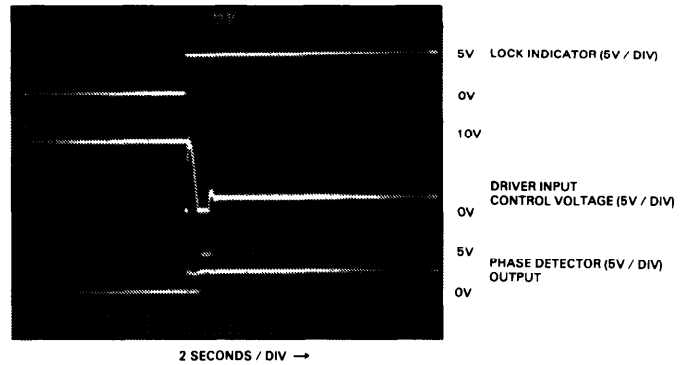 5V LOCK INDICATOR (5V / DIV)
0V
10V
DRIVER INPUT
CONTROL VOLTAGE (5V / DIV)
0V
5V
PHASE DETECTOR (5V / DIV)
OUTPUT
0V
2 SECONDS / DIV →